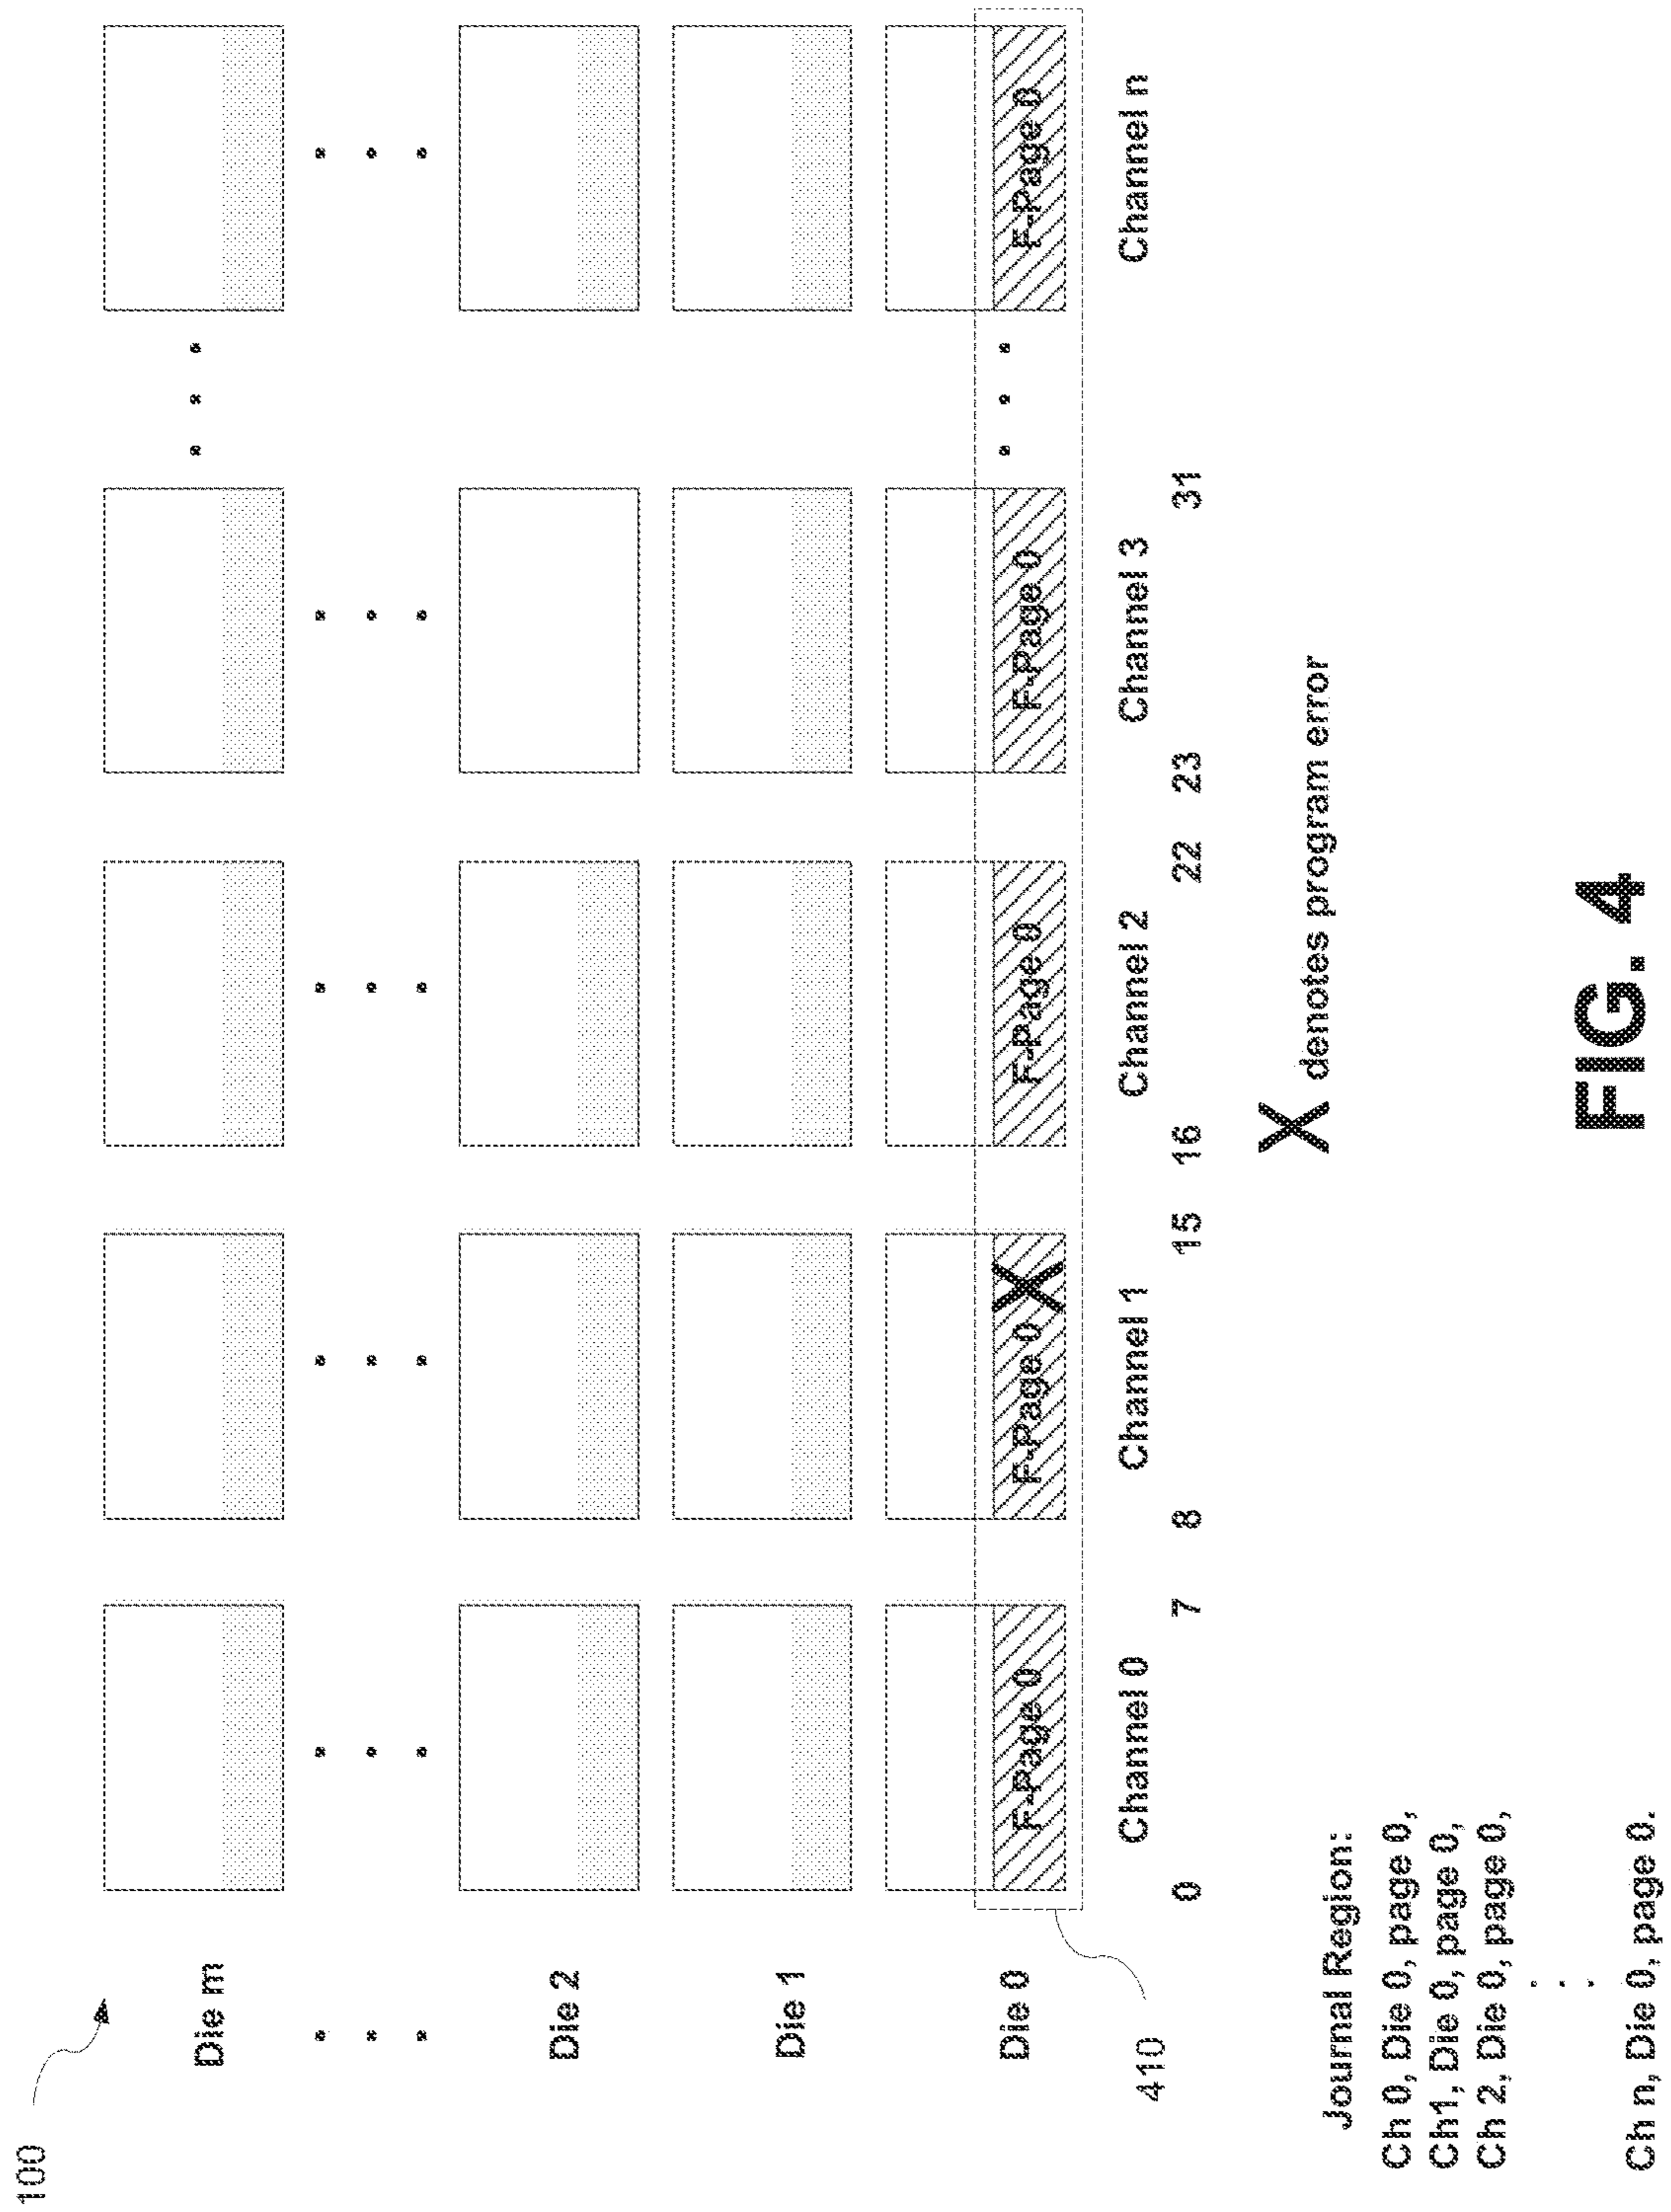 100
Die m
Die 2
Die 1
Die 0
F-Page 0
F-Page 0
X
F-Page 0
F-Page 0
F-Page 0
410
Channel 0
Channel 1
Channel 2
Channel 3
Channel n
0
7
8
15
16
22
23
31
X denotes program error
Journal Region:
Ch 0, Die 0, page 0,
Ch1, Die 0, page 0,
Ch 2, Die 0, page 0,
Ch n, Die 0, page 0.
FIG. 4